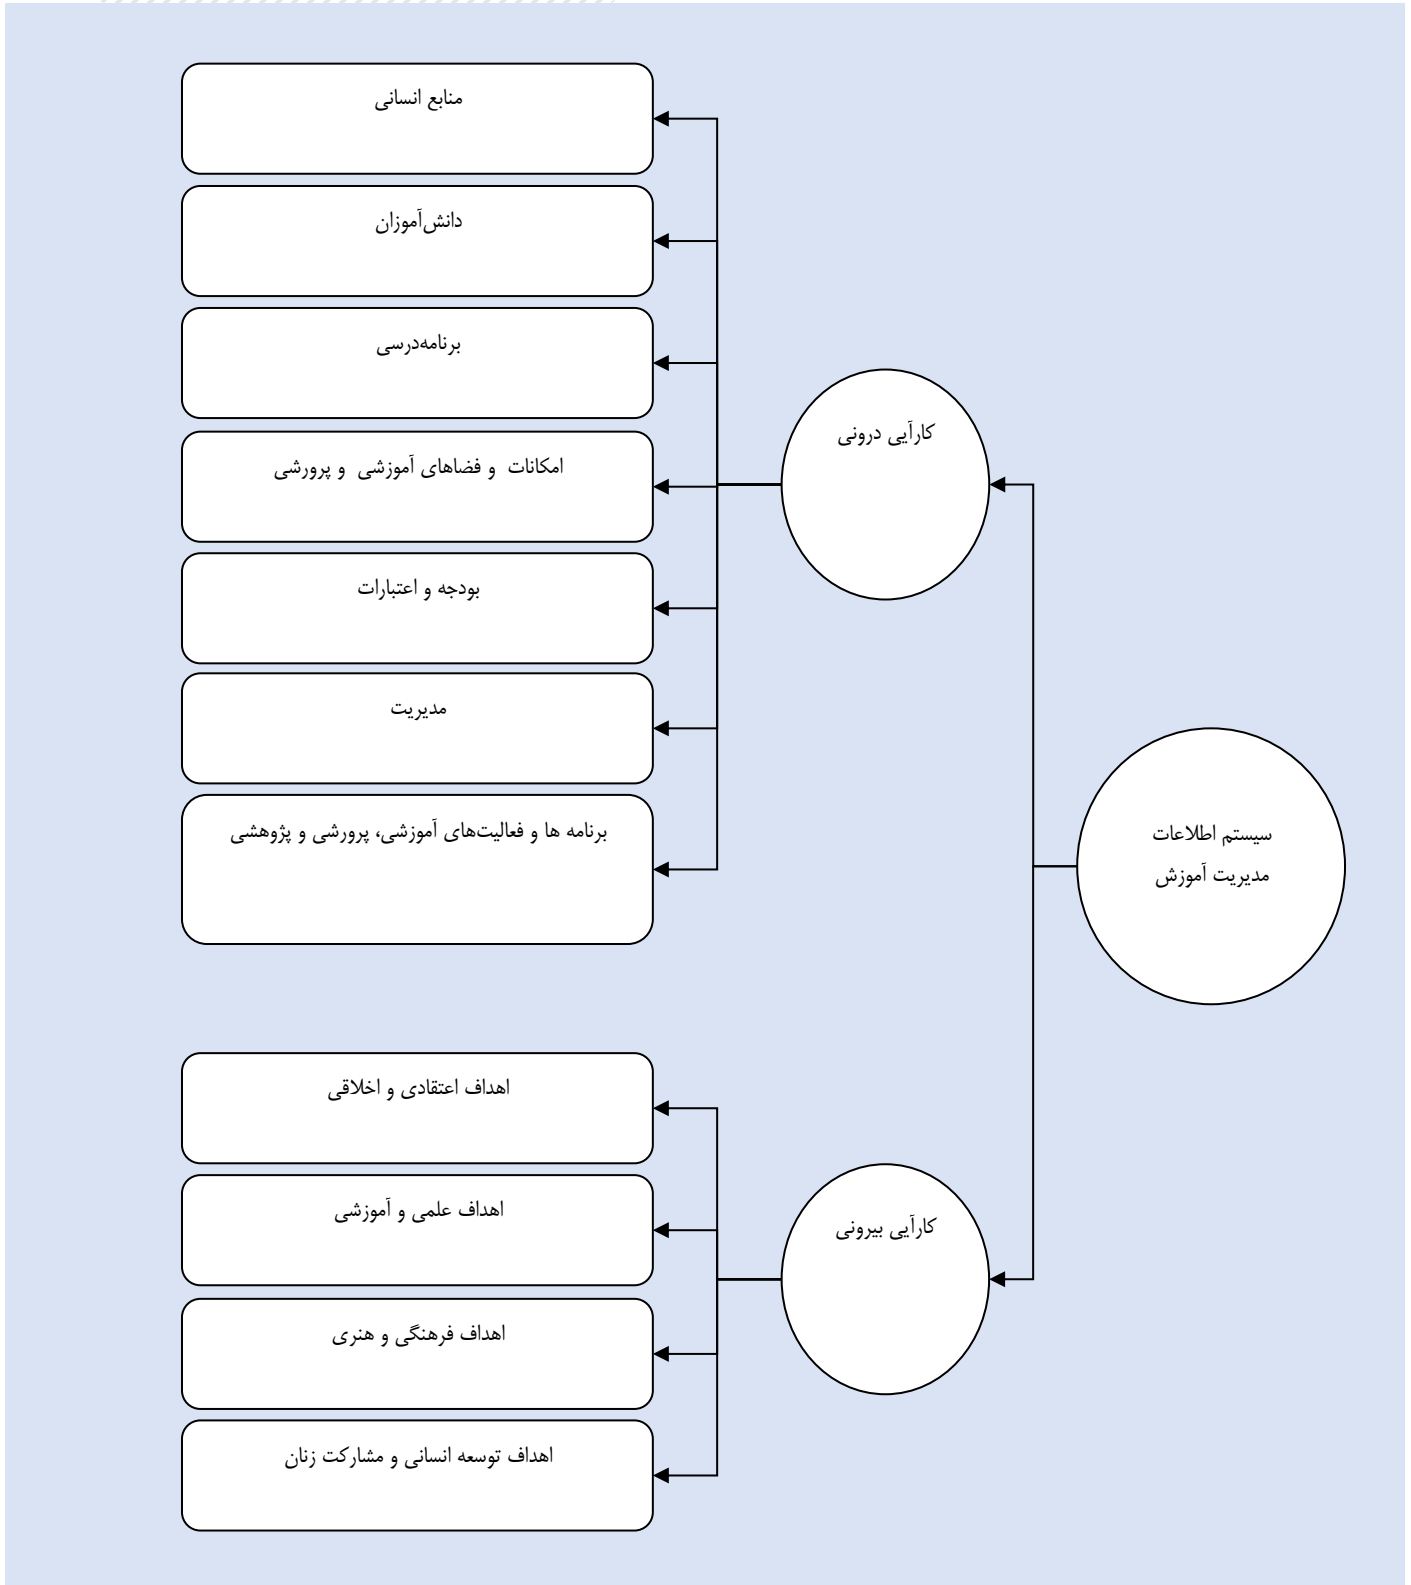 سیستم اطلاعات
مدیریت آموزش
کارآیی درونی
منابع انسانی
دانش‌آموزان
برنامه‌درسی
امکانات و فضاهای آموزشی و پرورشی
بودجه و اعتبارات
مدیریت
برنامه ها و فعالیت‌های آموزشی، پرورشی و پژوهشی
کارآیی بیرونی
اهداف اعتقادی و اخلاقی
اهداف علمی و آموزشی
اهداف فرهنگی و هنری
اهداف توسعه انسانی و مشارکت زنان